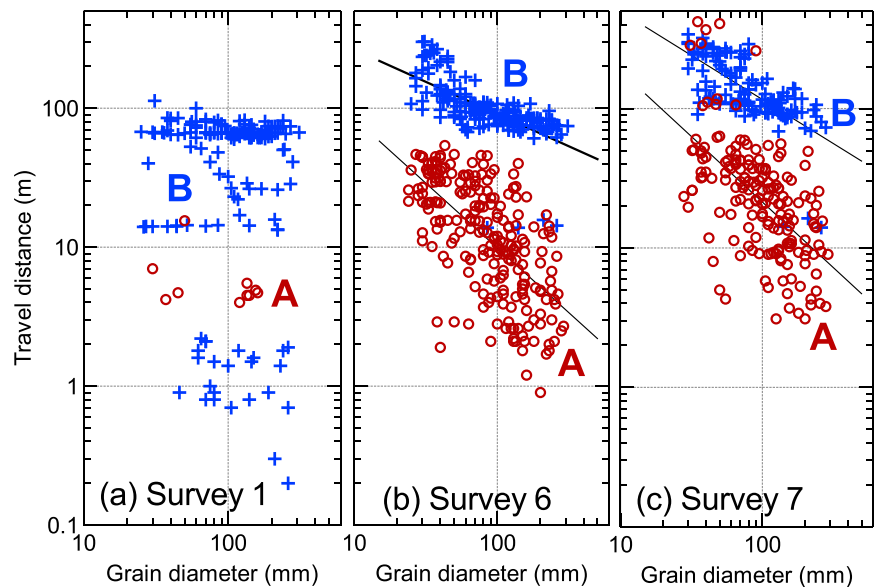 Travel distance (m)
100
10
1
0.1
B
A
(a) Survey 1
10
100
Grain diameter (mm)
B
A
(b) Survey 6
100
Grain diameter (mm)
B
A
(c) Survey 7
10
100
Grain diameter (mm)
10